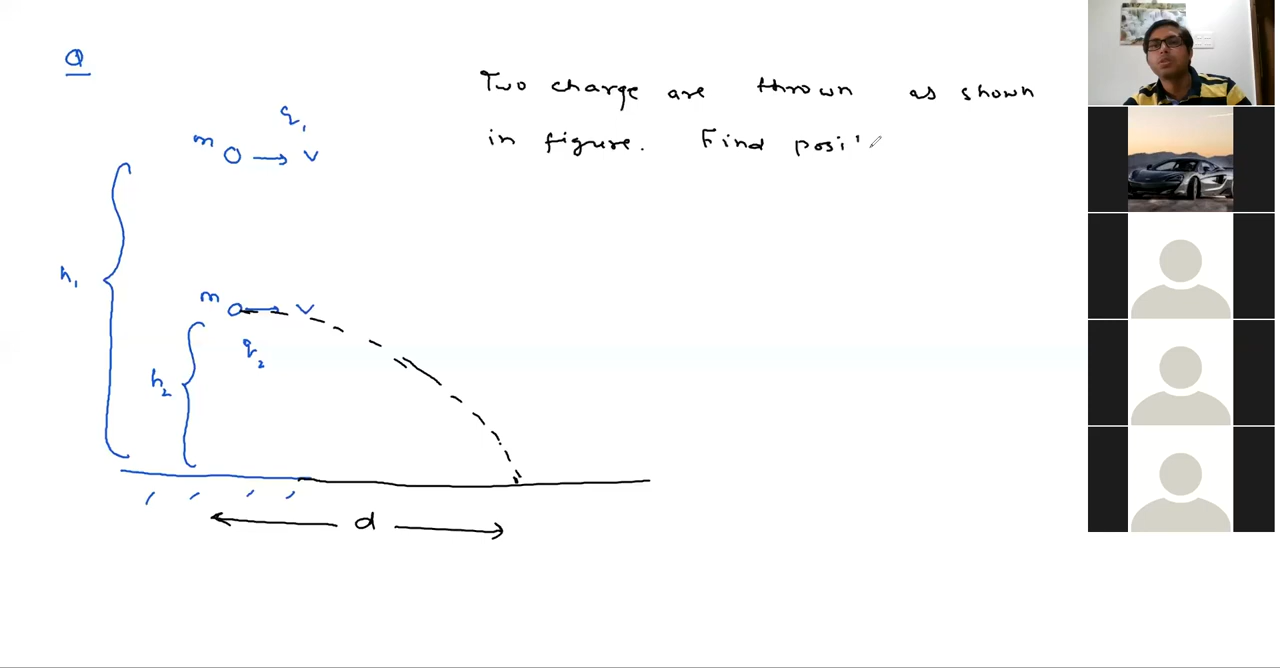 Q
Two charge are thrown as shown
in figure. Find posi
q1
m v
h1
m v
q2
h2
d